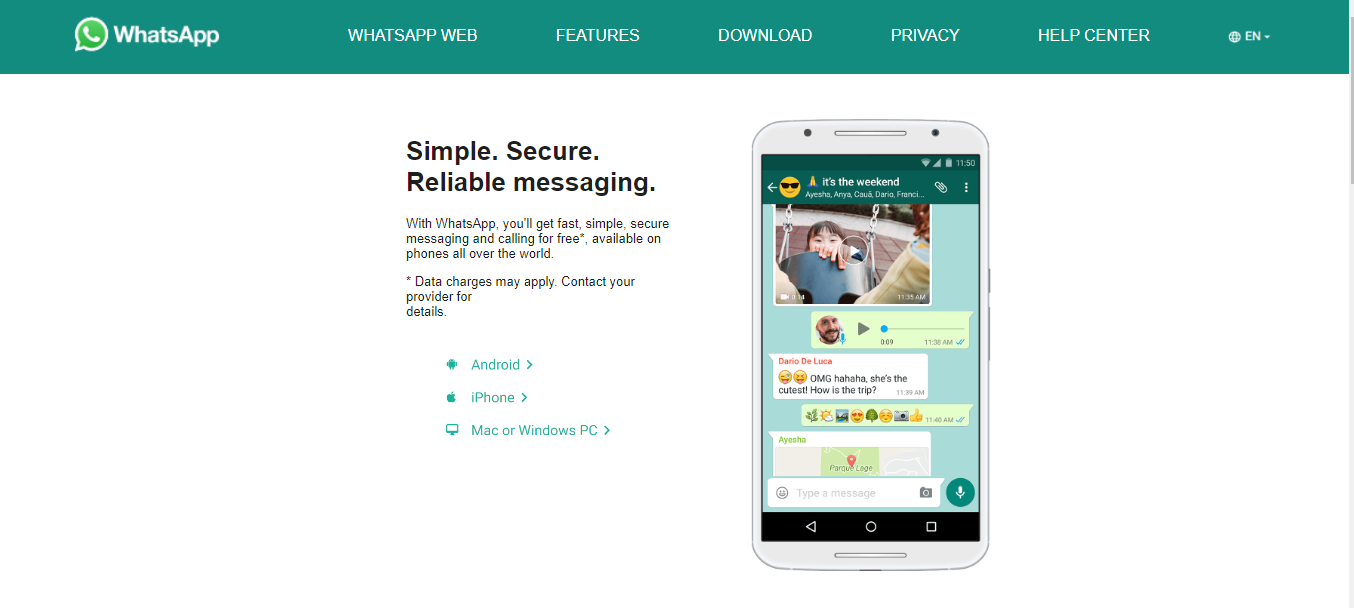 WhatsApp
WHATSAPP WEB
FEATURES
DOWNLOAD
PRIVACY
HELP CENTER
EN
Simple. Secure.
Reliable messaging.
With WhatsApp, you'll get fast, simple, secure
messaging and calling for free*, available on
phones all over the world.
* Data charges may apply. Contact your
provider for
details.
Android
iPhone
Mac or Windows PC
11:50
🙏 it's the weekend
Ayesha, Anya, Cauã, Dario, Franci...
0:14
11:35 AM
0:09
11:38 AM
Dario De Luca
OMG hahaha, she's the
cutest! How is the trip?
11:39 AM
11:40 AM
Ayesha
Parque Lage
Type a message